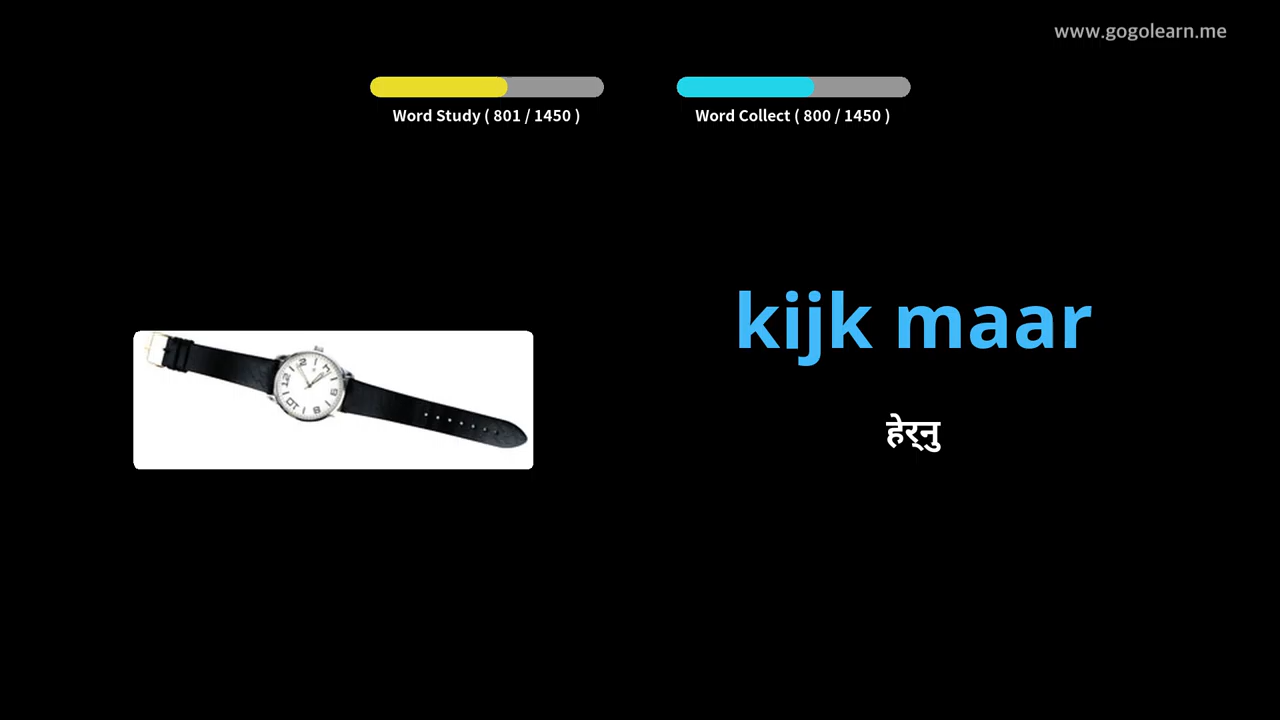 www.gogolearn.me
Word Study ( 801 / 1450 )
Word Collect ( 800 / 1450 )
kijk maar
हेर्नु